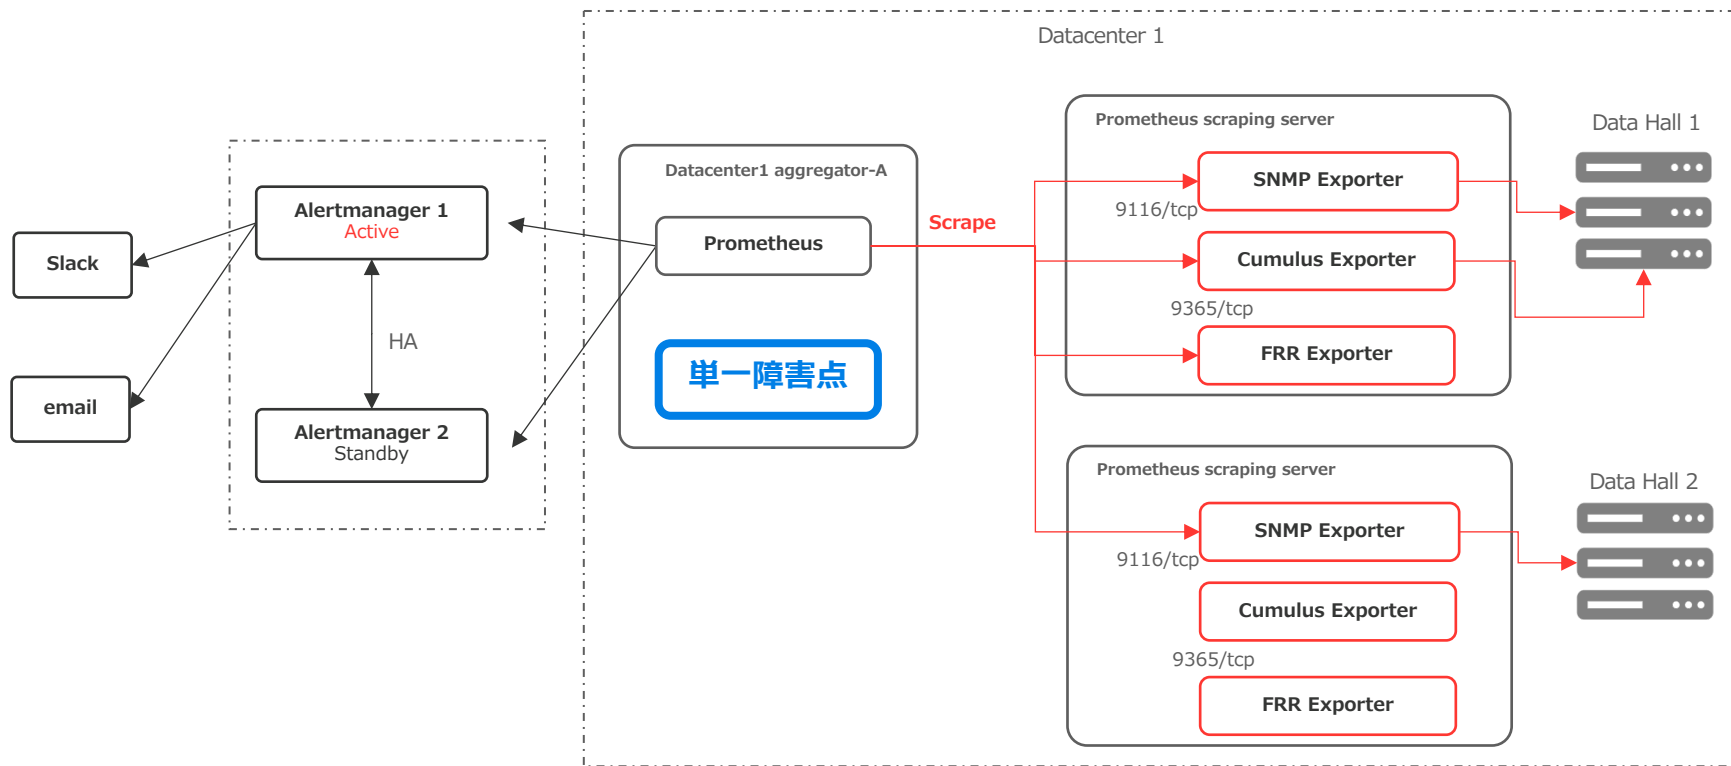 Datacenter 1
Slack
email
Alertmanager 1
Active
HA
Alertmanager 2
Standby
Datacenter1 aggregator-A
Prometheus
単一障害点
Scrape
Prometheus scraping server
SNMP Exporter
9116/tcp
Cumulus Exporter
9365/tcp
FRR Exporter
Data Hall 1
Prometheus scraping server
SNMP Exporter
9116/tcp
Cumulus Exporter
9365/tcp
FRR Exporter
Data Hall 2